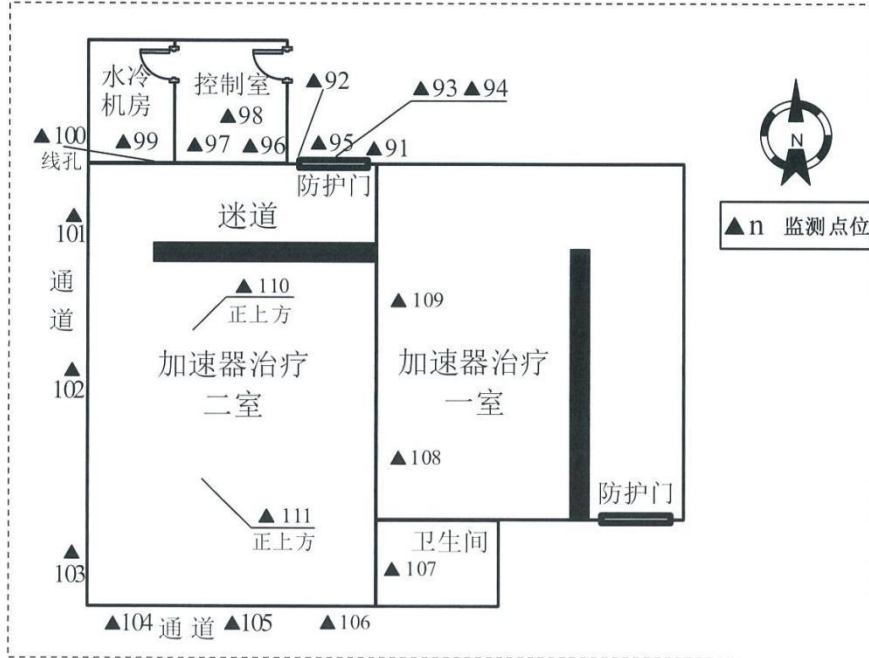 水冷
机房
控制室
▲92
▲93 ▲94
▲98
▲100
线孔
▲99
▲97
▲96
▲95
▲91
防护门
N
▲n 监测点位
迷道
▲
101
通
道
▲110
正上方
▲109
加速器治疗
二室
加速器治疗
一室
▲
102
▲108
▲111
正上方
防护门
卫生间
▲107
▲
103
▲104 通道 ▲105
▲106